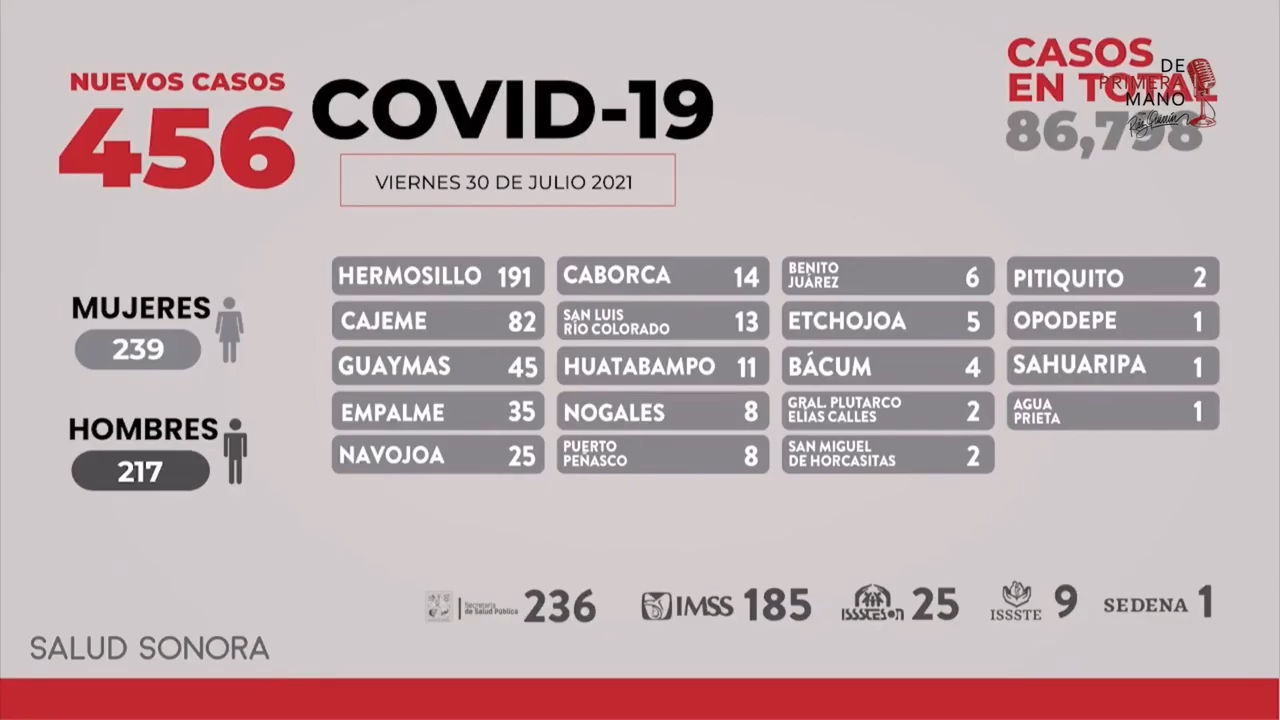 NUEVOS CASOS
456
COVID-19
VIERNES 30 DE JULIO 2021
CASOS
EN TOTAL
86,798
DE
PRIMERA
MANO
MUJERES
239
HOMBRES
217
HERMOSILLO 191
CAJEME 82
GUAYMAS 45
EMPALME 35
NAVOJOA 25
CABORCA 14
SAN LUIS
RÍO COLORADO 13
HUATABAMPO 11
NOGALES 8
PUERTO
PEÑASCO 8
BENITO
JUÁREZ 6
ETCHOJOA 5
BÁCUM 4
GRAL. PLUTARCO
ELÍAS CALLES 2
SAN MIGUEL
DE HORCASITAS 2
PITIQUITO 2
OPODEPE 1
SAHUARIPA 1
AGUA
PRIETA 1
Secretaría
de Salud Pública 236
IMSS 185
ISSSTESON 25
ISSSTE 9
SEDENA 1
SALUD SONORA